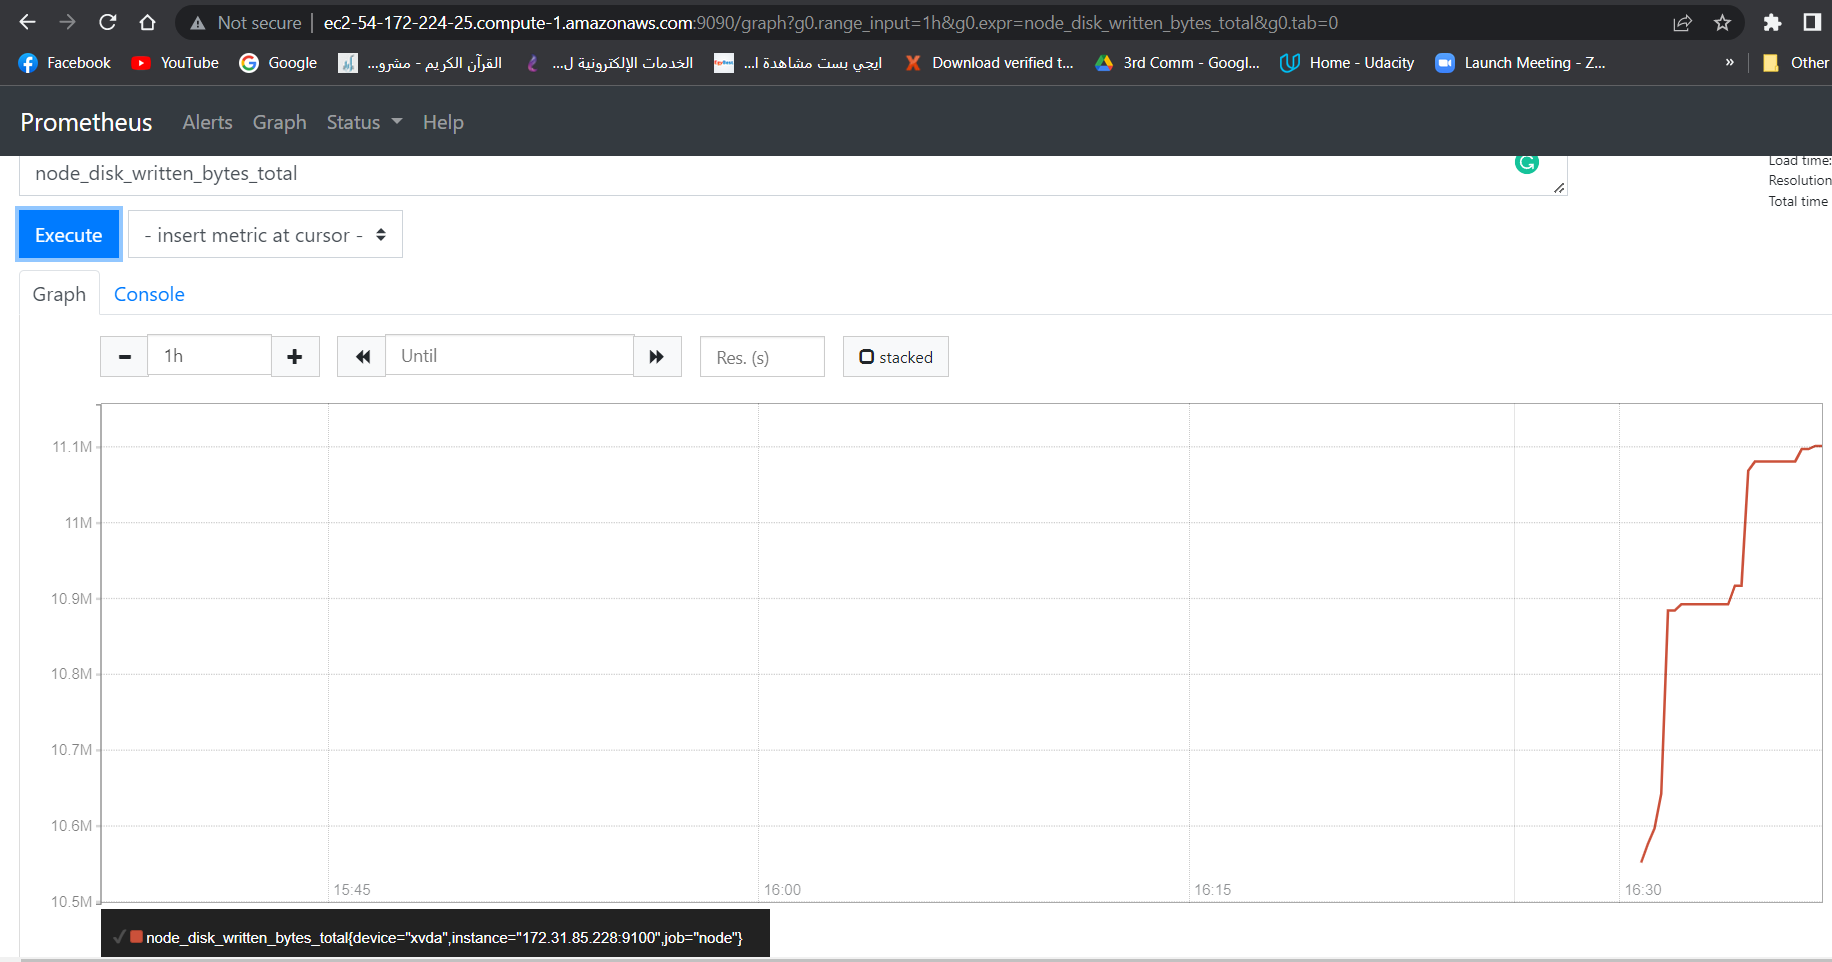 Not secure | ec2-54-172-224-25.compute-1.amazonaws.com:9090/graph?g0.range_input=1h&g0.expr=node_disk_written_bytes_total&g0.tab=0
Facebook YouTube Google القرآن الكريم - مشرو... الخدمات الإلكترونية ل... ايجي بست مشاهدة ا... Download verified t... 3rd Comm - Googl... Home - Udacity Launch Meeting - Z... » Other
Prometheus Alerts Graph Status Help
Load time:
node_disk_written_bytes_total
Resolution
Total time
Execute - insert metric at cursor -
Graph Console
1h Until Res. (s) stacked
11.1M
11M
10.9M
10.8M
10.7M
10.6M
10.5M
15:45 16:00 16:15 16:30
node_disk_written_bytes_total{device="xvda",instance="172.31.85.228:9100",job="node"}